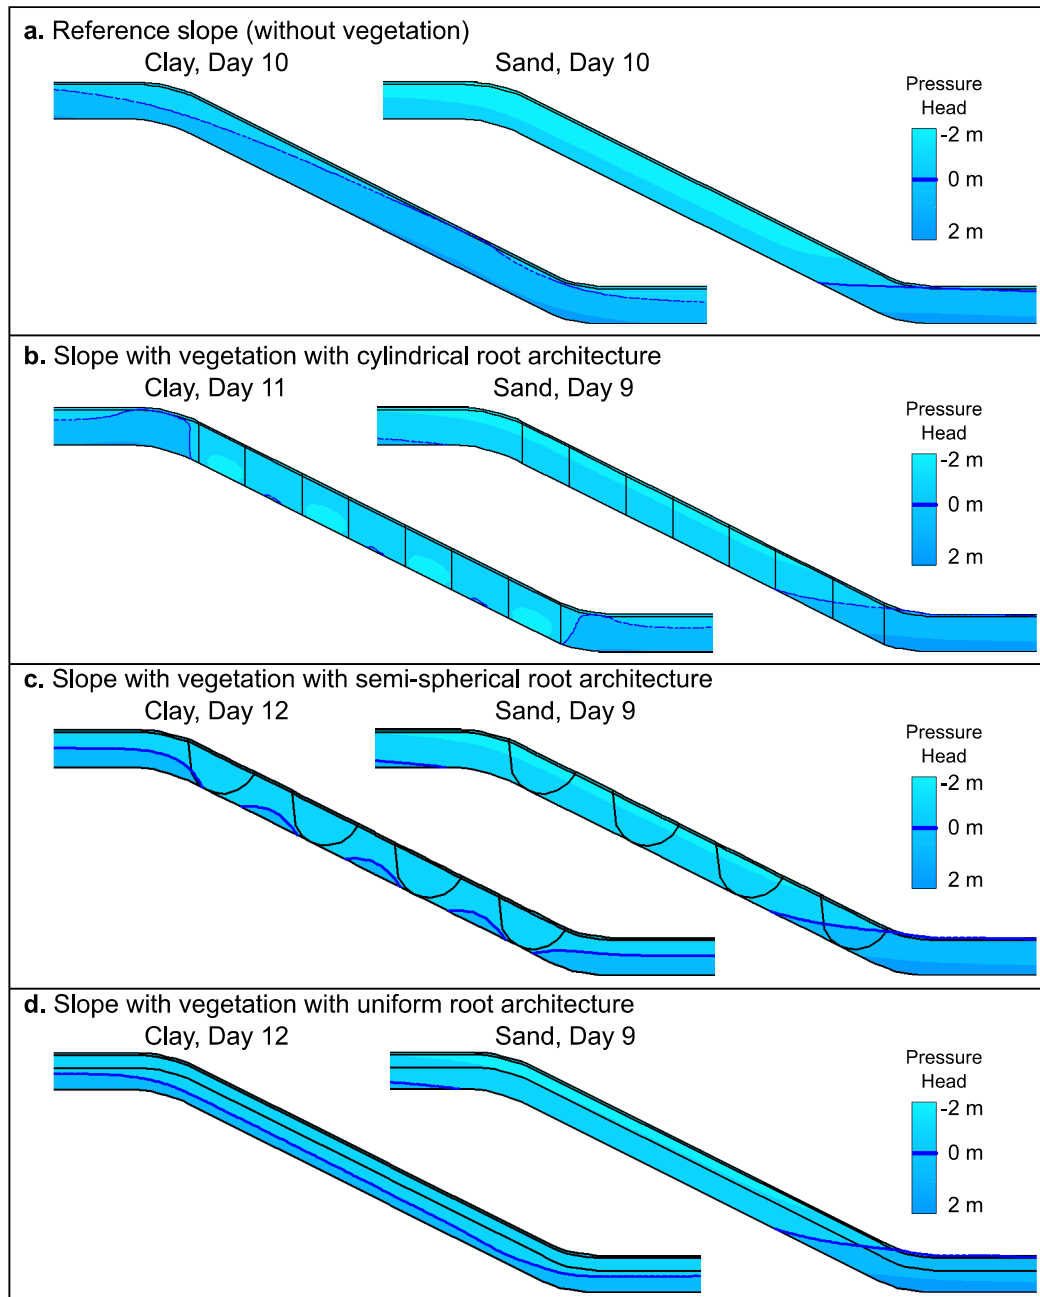 a. Reference slope (without vegetation)
Clay, Day 10
Sand, Day 10
Pressure
Head
-2 m
0 m
2 m
b. Slope with vegetation with cylindrical root architecture
Clay, Day 11
Sand, Day 9
Pressure
Head
-2 m
0 m
2 m
c. Slope with vegetation with semi-spherical root architecture
Clay, Day 12
Sand, Day 9
Pressure
Head
-2 m
0 m
2 m
d. Slope with vegetation with uniform root architecture
Clay, Day 12
Sand, Day 9
Pressure
Head
-2 m
0 m
2 m